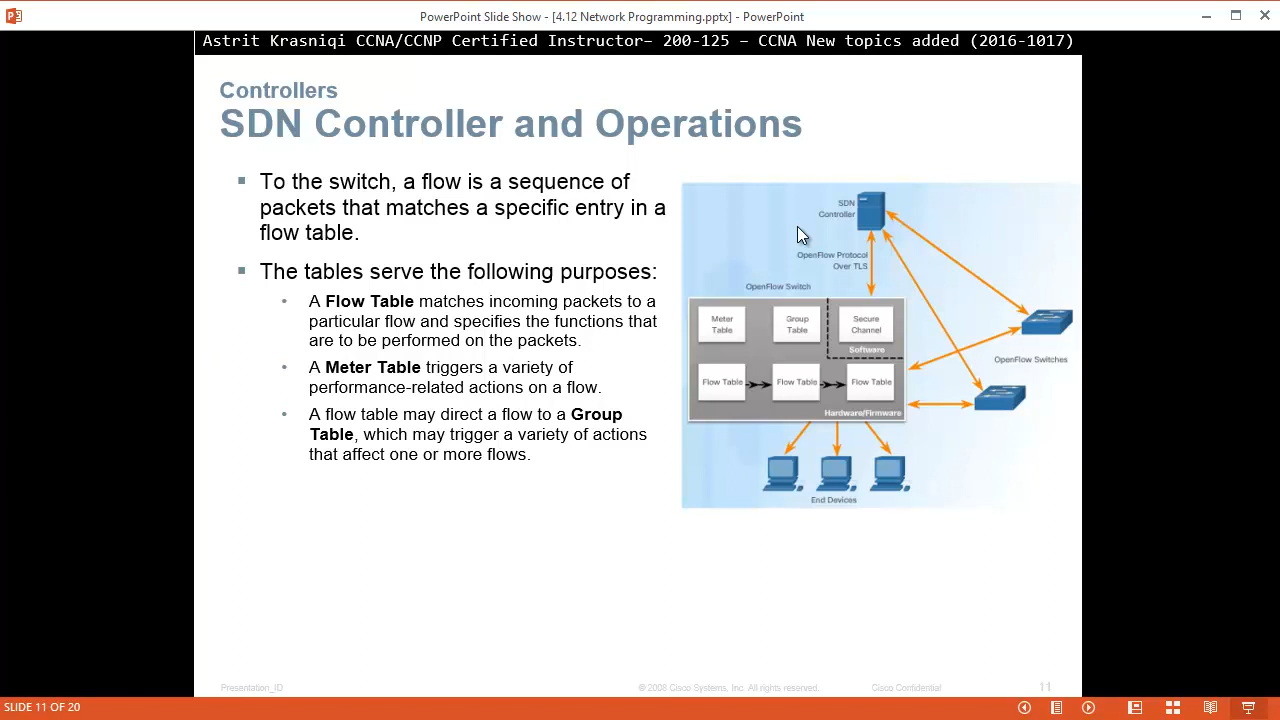 PowerPoint Slide Show - [4.12 Network Programming.pptx] - PowerPoint
Astrit Krasniqi CCNA/CCNP Certified Instructor– 200-125 – CCNA New topics added (2016-1017)
Controllers
SDN Controller and Operations
To the switch, a flow is a sequence of
packets that matches a specific entry in a
flow table.
The tables serve the following purposes:
A Flow Table matches incoming packets to a
particular flow and specifies the functions that
are to be performed on the packets.
A Meter Table triggers a variety of
performance-related actions on a flow.
A flow table may direct a flow to a Group
Table, which may trigger a variety of actions
that affect one or more flows.
SDN
Controller
OpenFlow Protocol
Over TLS
OpenFlow Switch
Meter
Table
Group
Table
Secure
Channel
Software
Flow Table
Flow Table
Flow Table
Hardware/Firmware
OpenFlow Switches
End Devices
Presentation_ID
© 2008 Cisco Systems, Inc. All rights reserved.
Cisco Confidential
11
SLIDE 11 OF 20